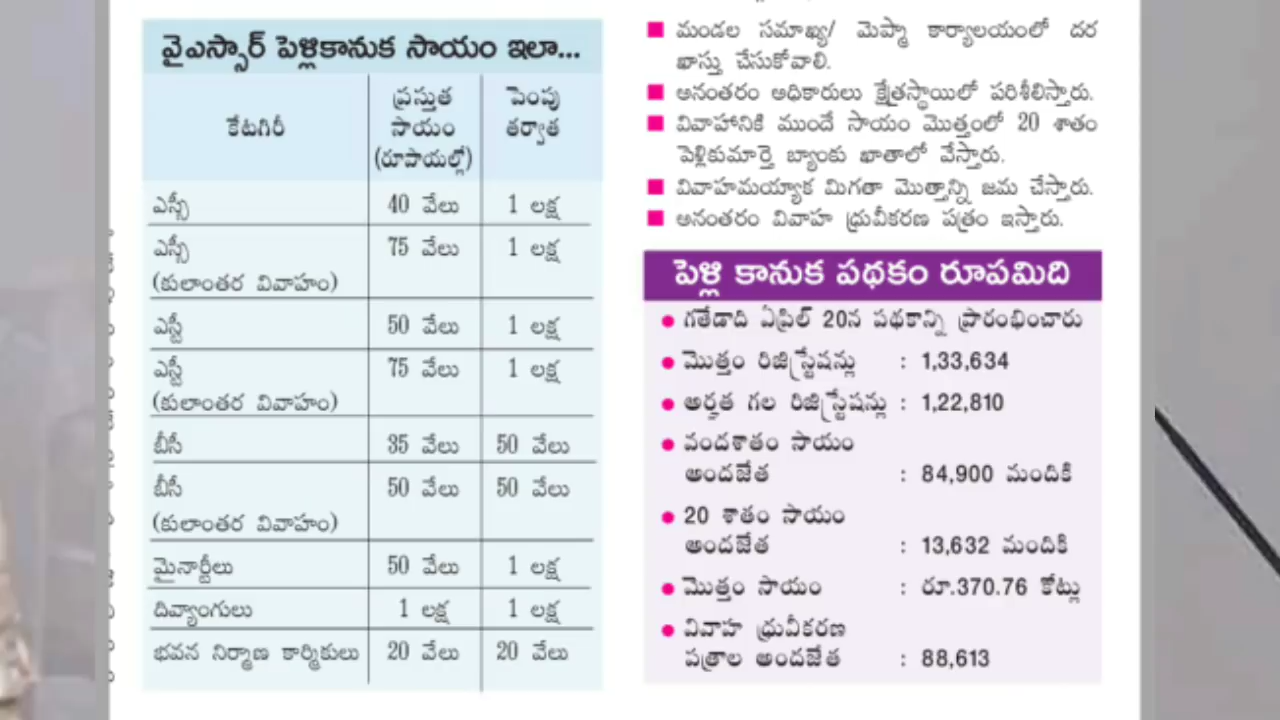 వైఎస్సార్ పెళ్లికానుక సాయం ఇలా...
కేటగిరీ
ప్రస్తుత
సాయం
(రూపాయల్లో)
పెంపు
తర్వాత
ఎస్సీ 40 వేలు 1 లక్ష
ఎస్సీ 75 వేలు 1 లక్ష
(కులాంతర వివాహం)
ఎస్టీ 50 వేలు 1 లక్ష
ఎస్టీ 75 వేలు 1 లక్ష
(కులాంతర వివాహం)
బీసీ 35 వేలు 50 వేలు
బీసీ 50 వేలు 50 వేలు
(కులాంతర వివాహం)
మైనార్టీలు 50 వేలు 1 లక్ష
దివ్యాంగులు 1 లక్ష 1 లక్ష
భవన నిర్మాణ కార్మికులు 20 వేలు 20 వేలు
మండల సమాఖ్య/ మెప్మా కార్యాలయంలో దర
ఖాస్తు చేసుకోవాలి.
అనంతరం అధికారులు క్షేత్రస్థాయిలో పరిశీలిస్తారు.
వివాహానికి ముందే సాయం మొత్తంలో 20 శాతం
పెళ్లికుమార్తె బ్యాంకు ఖాతాలో వేస్తారు.
వివాహమయ్యాక మిగతా మొత్తాన్ని జమ చేస్తారు.
అనంతరం వివాహ ధ్రువీకరణ పత్రం ఇస్తారు.
పెళ్లి కానుక పథకం రూపమిది
గతేడాది ఏప్రిల్ 20న పథకాన్ని ప్రారంభించారు
మొత్తం రిజిస్ట్రేషన్లు : 1,33,634
అర్హత గల రిజిస్ట్రేషన్లు : 1,22,810
వందశాతం సాయం
అందజేత : 84,900 మందికి
20 శాతం సాయం
అందజేత : 13,632 మందికి
మొత్తం సాయం : రూ.370.76 కోట్లు
వివాహ ధ్రువీకరణ
పత్రాల అందజేత : 88,613